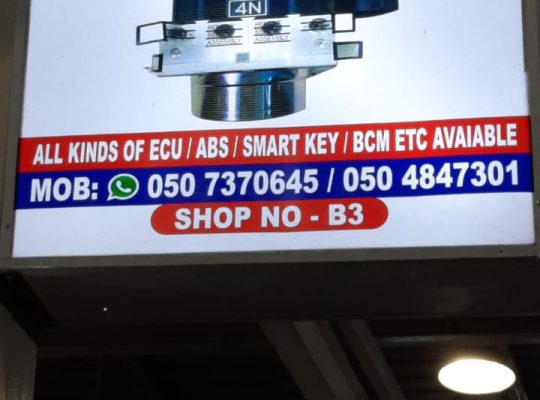 4N
ALL KINDS OF ECU / ABS / SMART KEY / BCM ETC AVAIABLE
MOB: 050 7370645 / 050 4847301
SHOP NO - B3